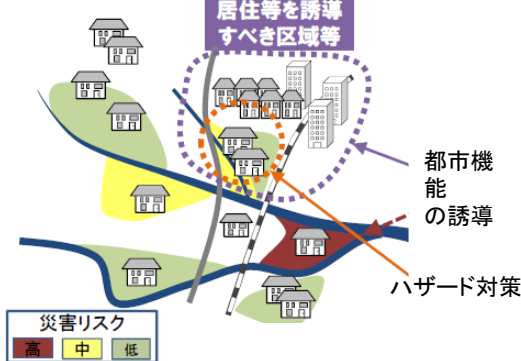 居住等を誘導
すべき区域等
都市機
能
の誘導
ハザード対策
災害リスク
高 中 低